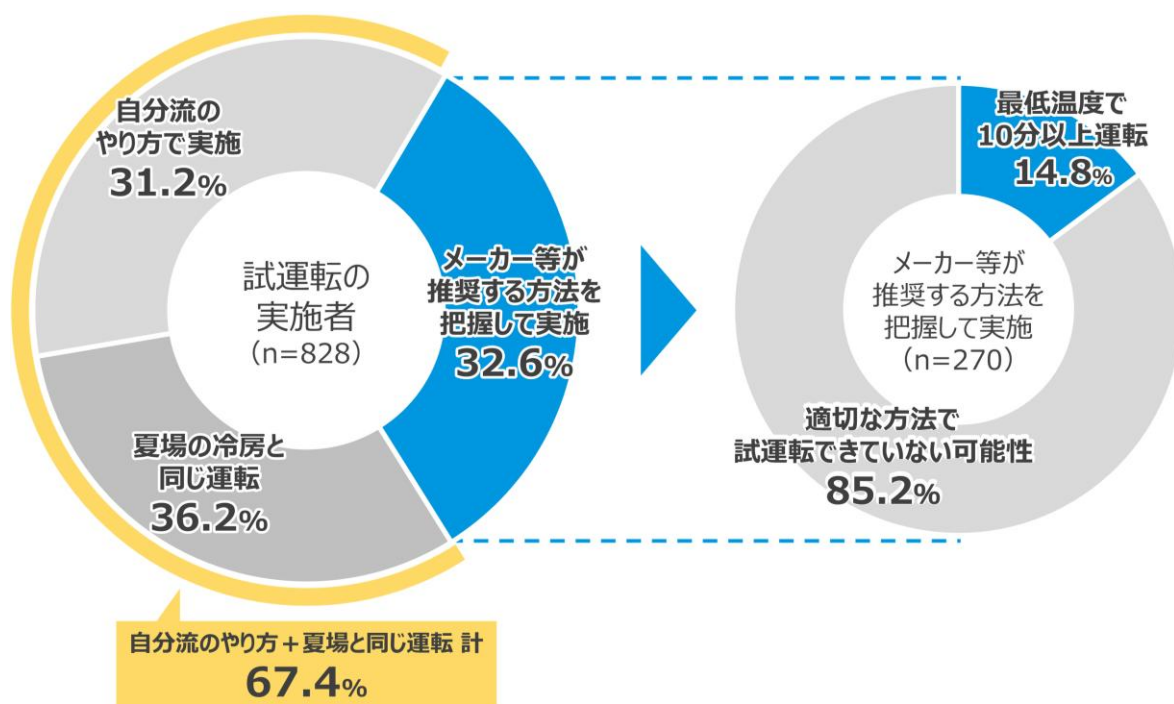 自分流の
やり方で実施
31.2%
試運転の
実施者
(n=828)
メーカー等が
推奨する方法を
把握して実施
32.6%
夏場の冷房と
同じ運転
36.2%
自分流のやり方+夏場と同じ運転 計
67.4%
最低温度で
10分以上運転
14.8%
メーカー等が
推奨する方法を
把握して実施
(n=270)
適切な方法で
試運転できていない可能性
85.2%